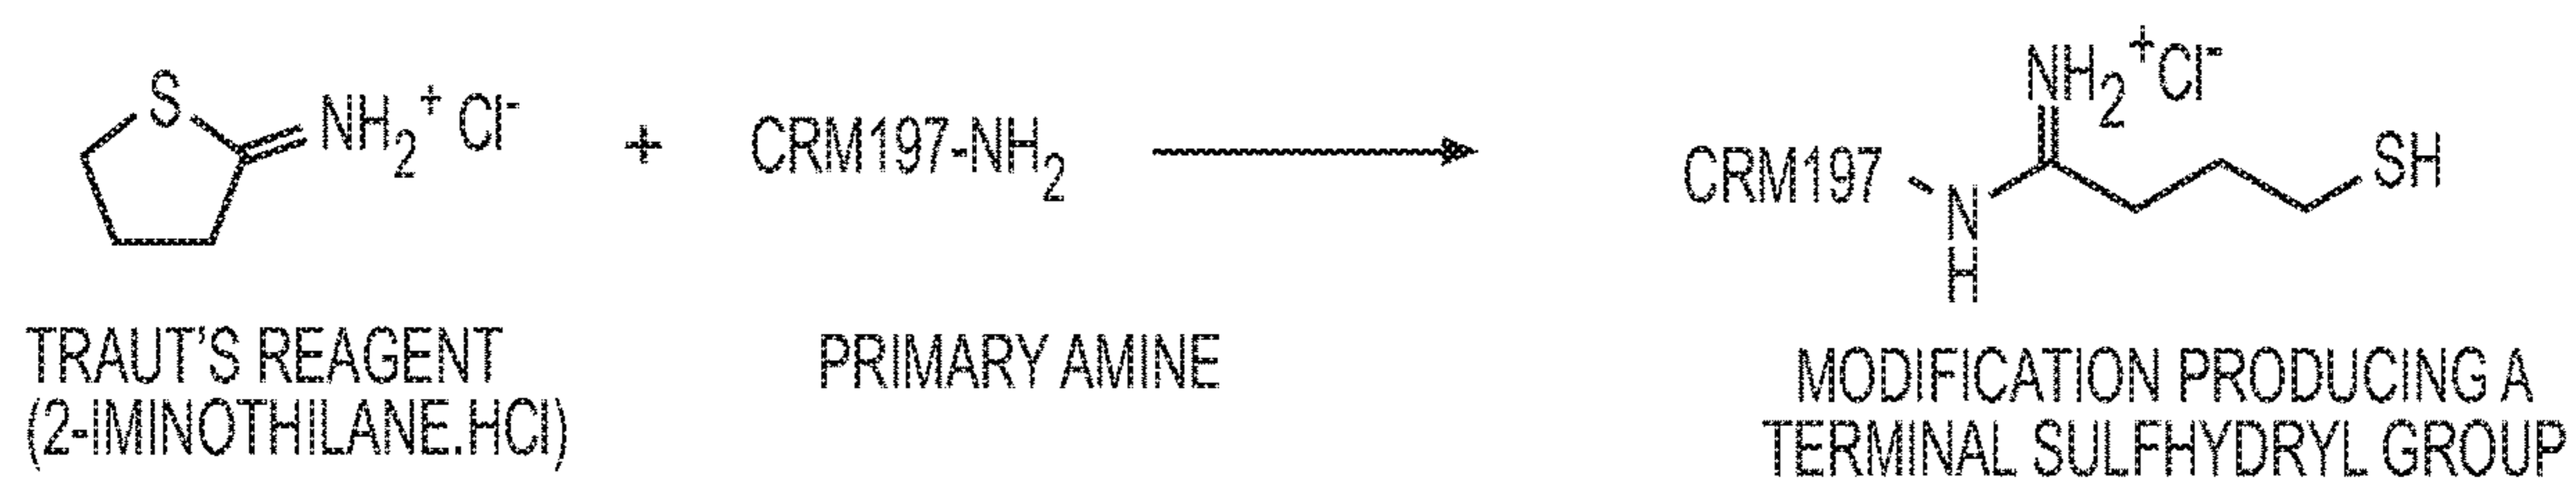 S
NH2+ Cl-
+
CRM197-NH2
NH2+Cl-
CRM197
N
H
SH
TRAUT'S REAGENT
(2-IMINOTHILANE.HCl)
PRIMARY AMINE
MODIFICATION PRODUCING A
TERMINAL SULFHYDRYL GROUP